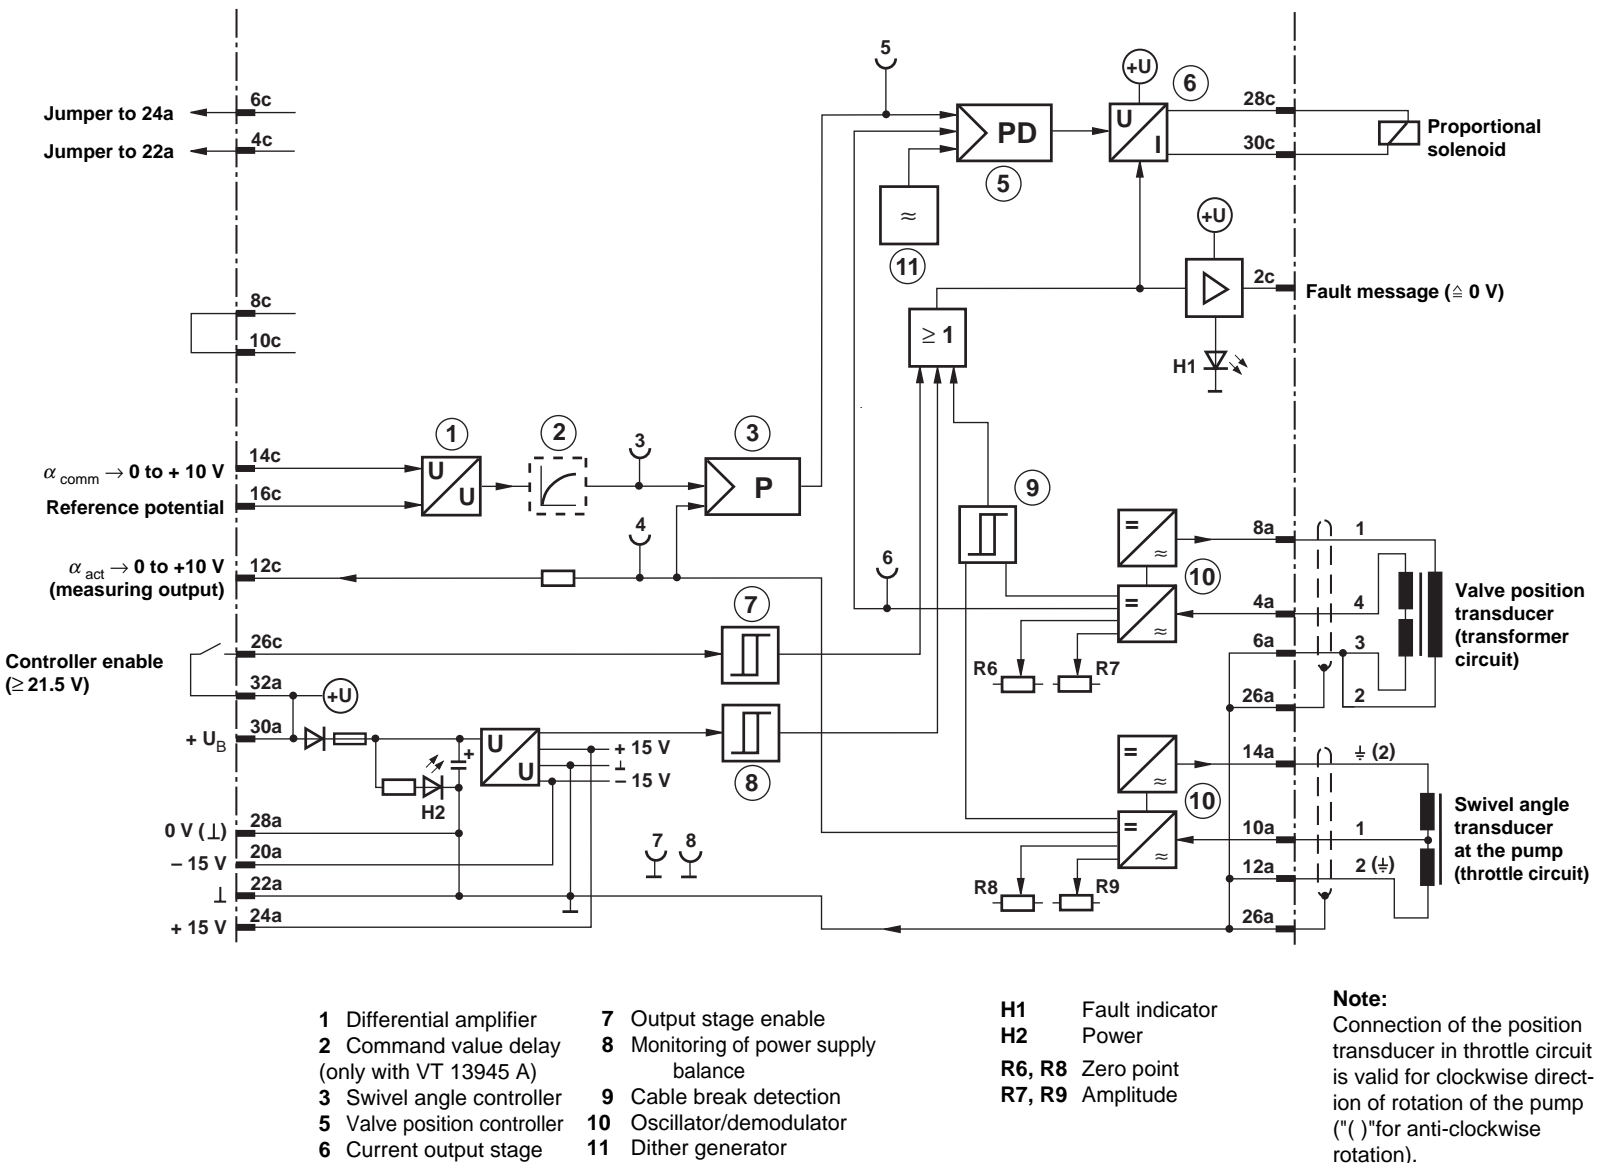 5
+U
6
6c
Jumper to 24a
4c
Jumper to 22a
28c
30c
U
I
PD
5
Proportional
solenoid
≈
11
+U
2c
Fault message (≙ 0 V)
8c
10c
≥ 1
H1
1
2
3
3
9
14c
α comm → 0 to + 10 V
16c
Reference potential
U
U
P
4
12c
α act → 0 to +10 V
(measuring output)
6
=
≈
8a
1
10
=
≈
4a
4
6a
3
26a
2
Valve position
transducer
(transformer
circuit)
R6
R7
7
26c
Controller enable
(≥ 21.5 V)
32a
+U
30a
+ UB
U
U
+
+ 15 V
⊥
– 15 V
H2
8
=
≈
14a
⏚ (2)
10
=
≈
10a
1
12a
2 (⏚)
26a
Swivel angle
transducer
at the pump
(throttle circuit)
R8
R9
7
8
28a
0 V (⊥)
20a
– 15 V
22a
⊥
24a
+ 15 V
1 Differential amplifier
2 Command value delay
(only with VT 13945 A)
3 Swivel angle controller
5 Valve position controller
6 Current output stage
7 Output stage enable
8 Monitoring of power supply
balance
9 Cable break detection
10 Oscillator/demodulator
11 Dither generator
H1 Fault indicator
H2 Power
R6, R8 Zero point
R7, R9 Amplitude
Note:
Connection of the position
transducer in throttle circuit
is valid for clockwise direct-
ion of rotation of the pump
("( )"for anti-clockwise
rotation).